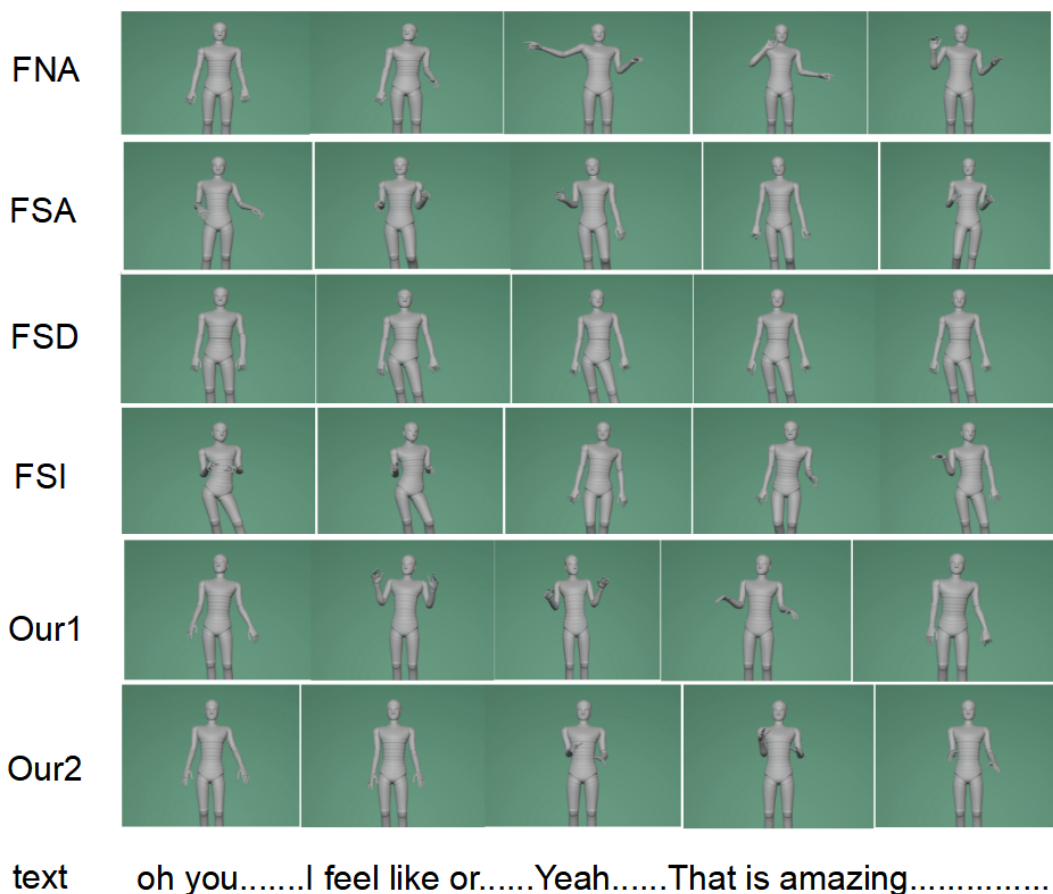 FNA
FSA
FSD
FSI
Our1
Our2
text oh you.......I feel like or......Yeah......That is amazing...............